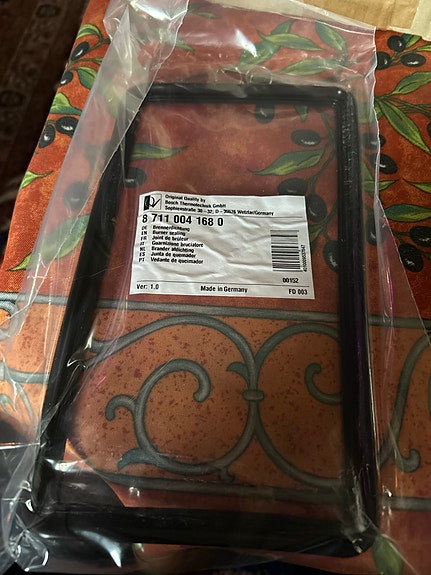 Original Quality by
Bosch Thermotechnik GmbH
Sophienstraße 30 - 32; D - 35576 Wetzlar/Germany
8 711 004 168 0
DE Brennerdichtung
EN Burner sealing
FR Joint de brûleur
IT Guarnizione bruciatore
NL Brander afdichting
ES Junta de quemador
PT Vedante de queimador
00152
Ver: 1.0 Made in Germany FD 003